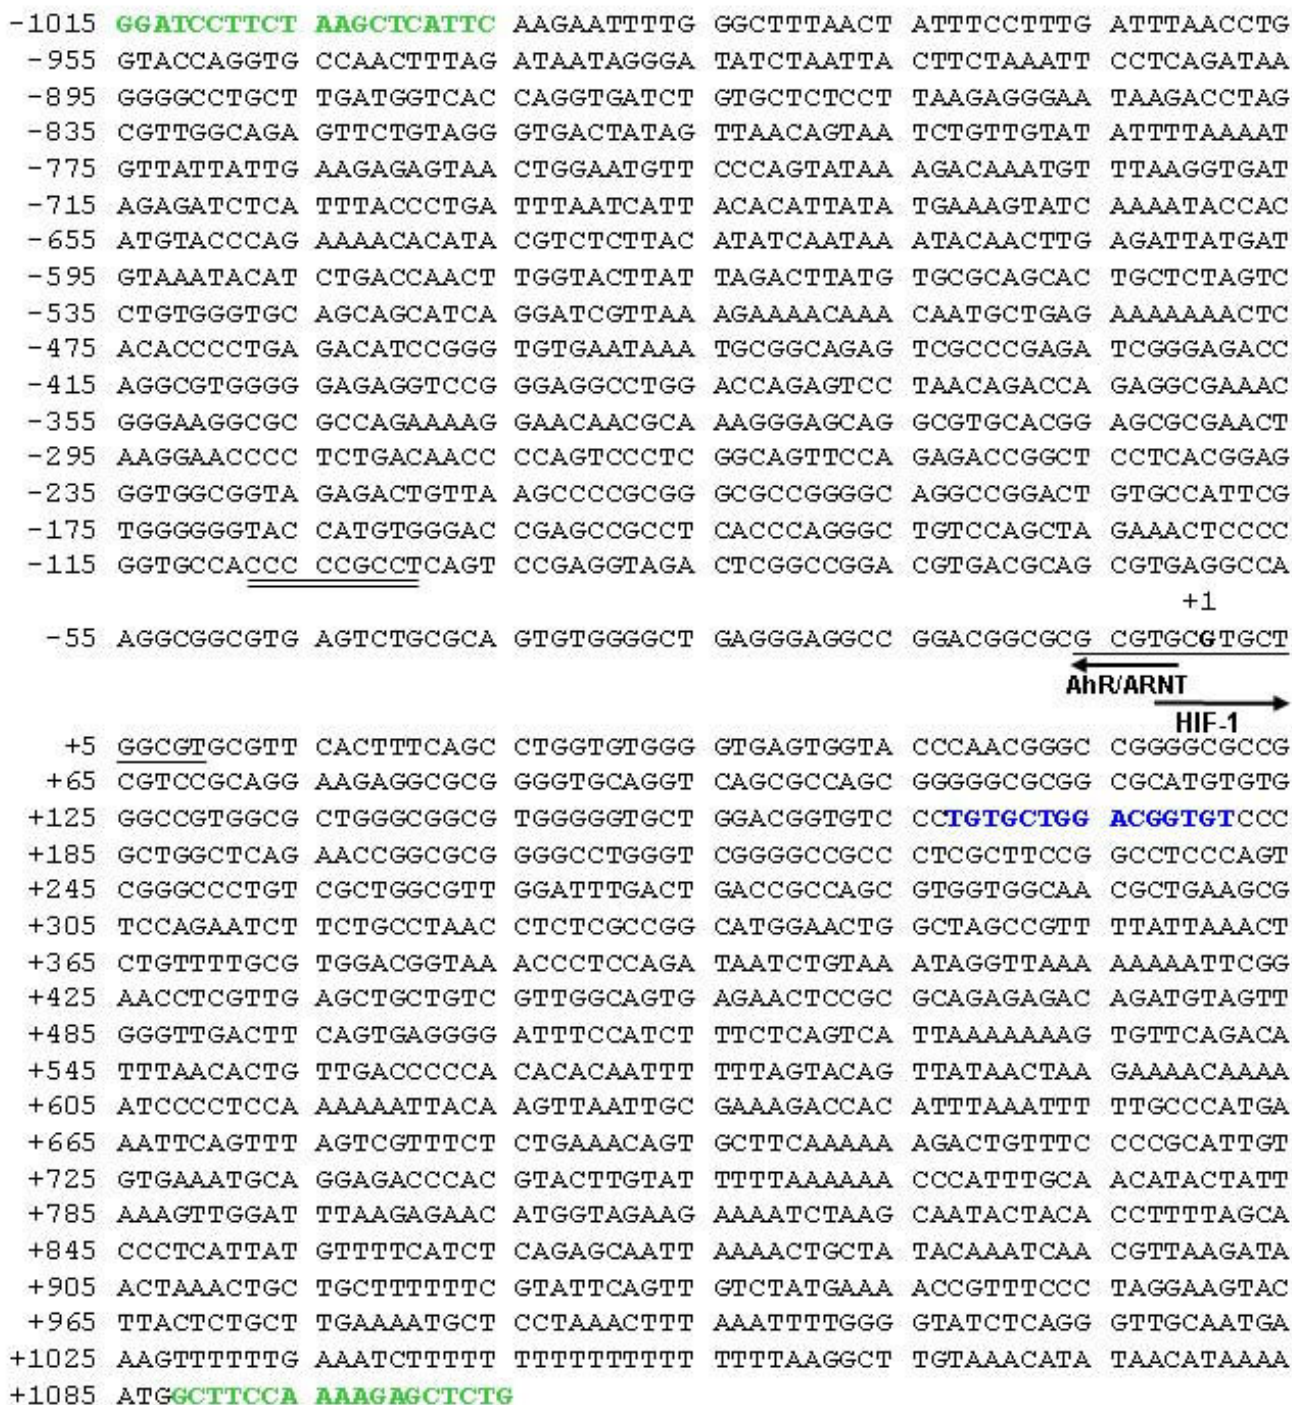 -1015 GGATCCTTCT AAGCTCATTC AAGAATTTTG GGCTTTAACT ATTTCCTTTG ATTTAACCTG
-955 GTACCAGGTG CCAACTTTAG ATAATAGGGA TATCTAATTA CTTCTAAATT CCTCAGATAA
-895 GGGGCCTGCT TGATGGTCAC CAGGTGATCT GTGCTCTCCT TAAGAGGGAA TAAGACCTAG
-835 CGTTGGCAGA GTTCTGTAGG GTGACTATAG TTAACAGTAA TCTGTTGTAT ATTTTAAAAT
-775 GTTATTATTG AAGAGAGTAA CTGGAATGTT CCCAGTATAA AGACAAATGT TTAAGGTGAT
-715 AGAGATCTCA TTTACCCTGA TTTAATCATT ACACATTATA TGAAAGTATC AAAATACCAC
-655 ATGTACCCAG AAAACACATA CGTCTCTTAC ATATCAATAA ATACAACTTG AGATTATGAT
-595 GTAAATACAT CTGACCAACT TGGTACTTAT TAGACTTATG TGCGCAGCAC TGCTCTAGTC
-535 CTGTGGGTGC AGCAGCATCA GGATCGTTAA AGAAAACAAA CAATGCTGAG AAAAAAACTC
-475 ACACCCCTGA GACATCCGGG TGTGAATAAA TGCGGCAGAG TCGCCCGAGA TCGGGAGACC
-415 AGGCGTGGGG GAGAGGTCCG GGAGGCCTGG ACCAGAGTCC TAACAGACCA GAGGCGAAAC
-355 GGGAAGGCGC GCCAGAAAAG GAACAACGCA AAGGGAGCAG GCGTGCACGG AGCGCGAACT
-295 AAGGAACCCC TCTGACAACC CCAGTCCCTC GGCAGTTCCA GAGACCGGCT CCTCACGGAG
-235 GGTGGCGGTA GAGACTGTTA AGCCCCGCGG GCGCCGGGGC AGGCCGGACT GTGCCATTCG
-175 TGGGGGGTAC CATGTGGGAC CGAGCCGCCT CACCCAGGGC TGTCCAGCTA GAAACTCCCC
-115 GGTGCCACCC CCGCCTCAGT CCGAGGTAGA CTCGGCCGGA CGTGACGCAG CGTGAGGCCA
+1
-55 AGGCGGCGTG AGTCTGCGCA GTGTGGGGCT GAGGGAGGCC GGACGGCGCG GCGTGCGTGCT
AhR/ARNT
HIF-1
+5 GGCGTGCGTT CACTTTCAGC CTGGTGTGGG GTGAGTGGTA CCCAACGGGC CGGGGCGCCG
+65 CGTCCGCAGG AAGAGGCGCG GGGTGCAGGT CAGCGCCAGC GGGGGCGCGG CGCATGTGTG
+125 GGCCGTGGCG CTGGGCGGCG TGGGGGTGCT GGACGGTGTC CCTGTGCTGG ACGGTGTCCC
+185 GCTGGCTCAG AACCGGCGCG GGGCCTGGGT CGGGGCCGCC CTCGCTTCCG GCCTCCCAGT
+245 CGGGCCCTGT CGCTGGCGTT GGATTTGACT GACCGCCAGC GTGGTGGCAA CGCTGAAGCG
+305 TCCAGAATCT TCTGCCTAAC CTCTCGCCGG CATGGAACTG GCTAGCCGTT TTATTAAACT
+365 CTGTTTTGCG TGGACGGTAA ACCCTCCAGA TAATCTGTAA ATAGGTTAAA AAAAATTCGG
+425 AACCTCGTTG AGCTGCTGTC GTTGGCAGTG AGAACTCCGC GCAGAGAGAC AGATGTAGTT
+485 GGGTTGACTT CAGTGAGGGG ATTTCCATCT TTCTCAGTCA TTAAAAAAAG TGTTCAGACA
+545 TTTAACACTG TTGACCCCCA CACACAATTT TTTAGTACAG TTATAACTAA GAAAACAAAA
+605 ATCCCCTCCA AAAAATTACA AGTTAATTGC GAAAGACCAC ATTTAAATTT TTGCCCATGA
+665 AATTCAGTTT AGTCGTTTCT CTGAAACAGT GCTTCAAAAA AGACTGTTTC CCCGCATTGT
+725 GTGAAATGCA GGAGACCCAC GTACTTGTAT TTTTAAAAAA CCCATTTGCA ACATACTATT
+785 AAAGTTGGAT TTAAGAGAAC ATGGTAGAAG AAAATCTAAG CAATACTACA CCTTTTAGCA
+845 CCCTCATTAT GTTTTCATCT CAGAGCAATT AAAACTGCTA TACAAATCAA CGTTAAGATA
+905 ACTAAACTGC TGCTTTTTTC GTATTCAGTT GTCTATGAAA ACCGTTTCCC TAGGAAGTAC
+965 TTACTCTGCT TGAAAATGCT CCTAAACTTT AAATTTTGGG GTATCTCAGG GTTGCAATGA
+1025 AAGTTTTTTG AAATCTTTTT TTTTTTTTTT TTTTAAGGCT TGTAAACATA TAACATAAAA
+1085 ATGGCTTCCA AAAGAGCTCTG